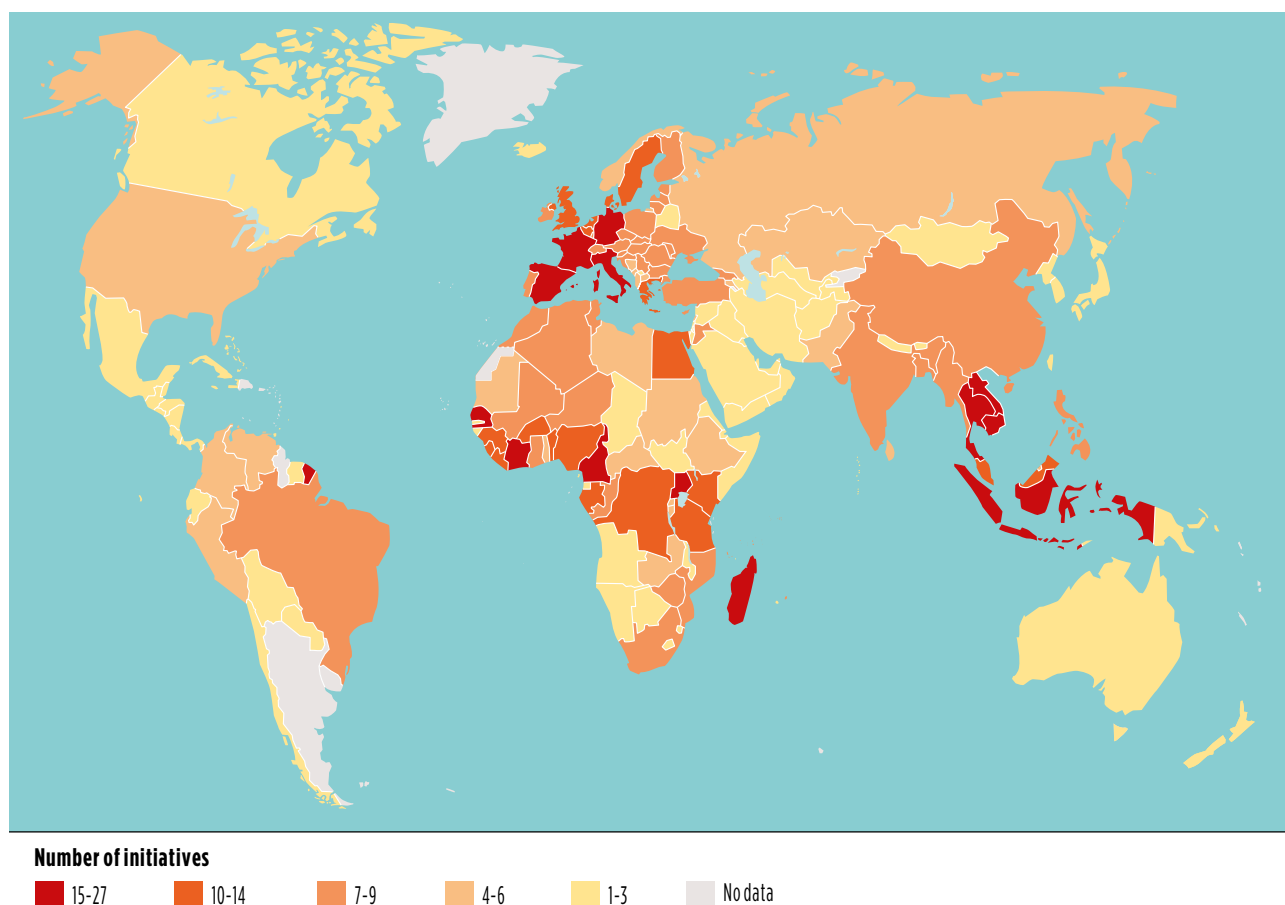 Number of initiatives
15-27 10-14 7-9 4-6 1-3 No data